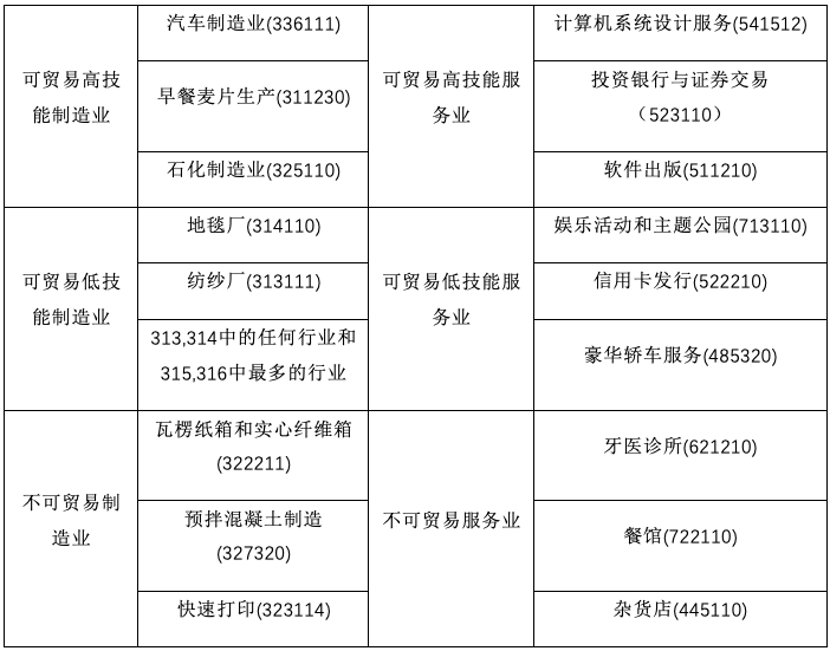 可贸易高技
能制造业
汽车制造业(336111)
早餐麦片生产(311230)
石化制造业(325110)
可贸易高技能服
务业
计算机系统设计服务(541512)
投资银行与证券交易
（523110）
软件出版(511210)
可贸易低技
能制造业
地毯厂(314110)
纺纱厂(313111)
313,314中的任何行业和
315,316中最多的行业
可贸易低技能服
务业
娱乐活动和主题公园(713110)
信用卡发行(522210)
豪华轿车服务(485320)
不可贸易制
造业
瓦楞纸箱和实心纤维箱
(322211)
预拌混凝土制造
(327320)
快速打印(323114)
不可贸易服务业
牙医诊所(621210)
餐馆(722110)
杂货店(445110)